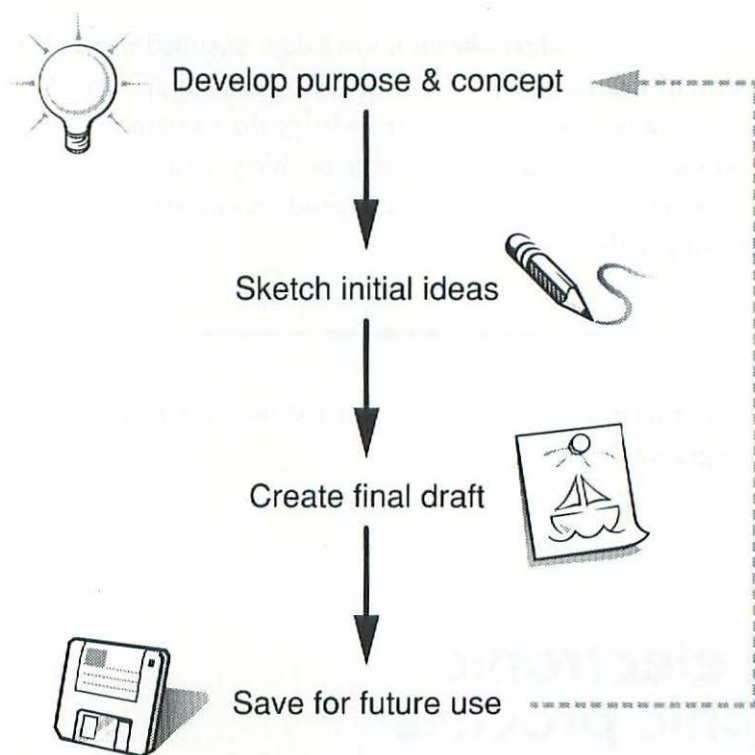 Develop purpose & concept
Sketch initial ideas
Create final draft
Save for future use